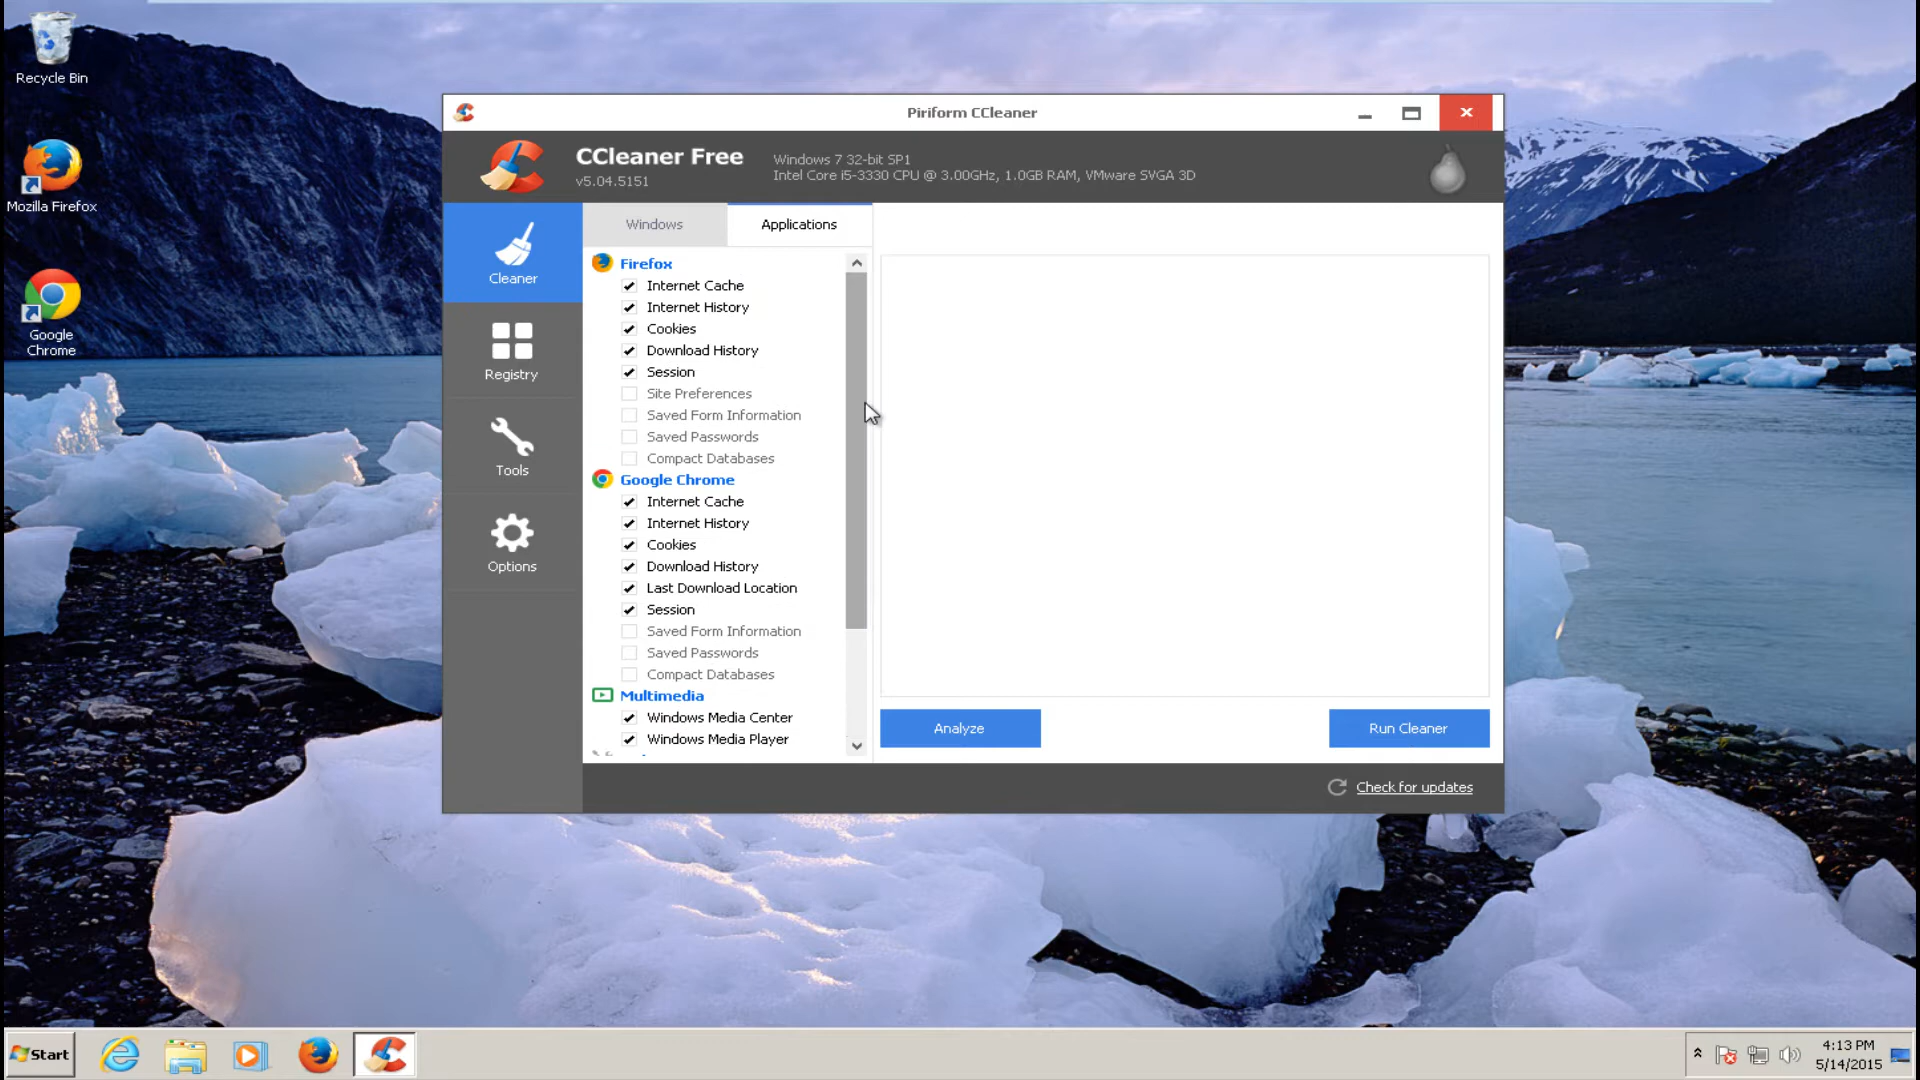 Recycle Bin
Mozilla Firefox
Google
Chrome
Piriform CCleaner
CCleaner Free
v5.04.5151
Windows 7 32-bit SP1
Intel Core i5-3330 CPU @ 3.00GHz, 1.0GB RAM, VMware SVGA 3D
Cleaner
Registry
Tools
Options
Windows
Applications
Firefox
Internet Cache
Internet History
Cookies
Download History
Session
Site Preferences
Saved Form Information
Saved Passwords
Compact Databases
Google Chrome
Internet Cache
Internet History
Cookies
Download History
Last Download Location
Session
Saved Form Information
Saved Passwords
Compact Databases
Multimedia
Windows Media Center
Windows Media Player
Analyze
Run Cleaner
Check for updates
Start
4:13 PM
5/14/2015